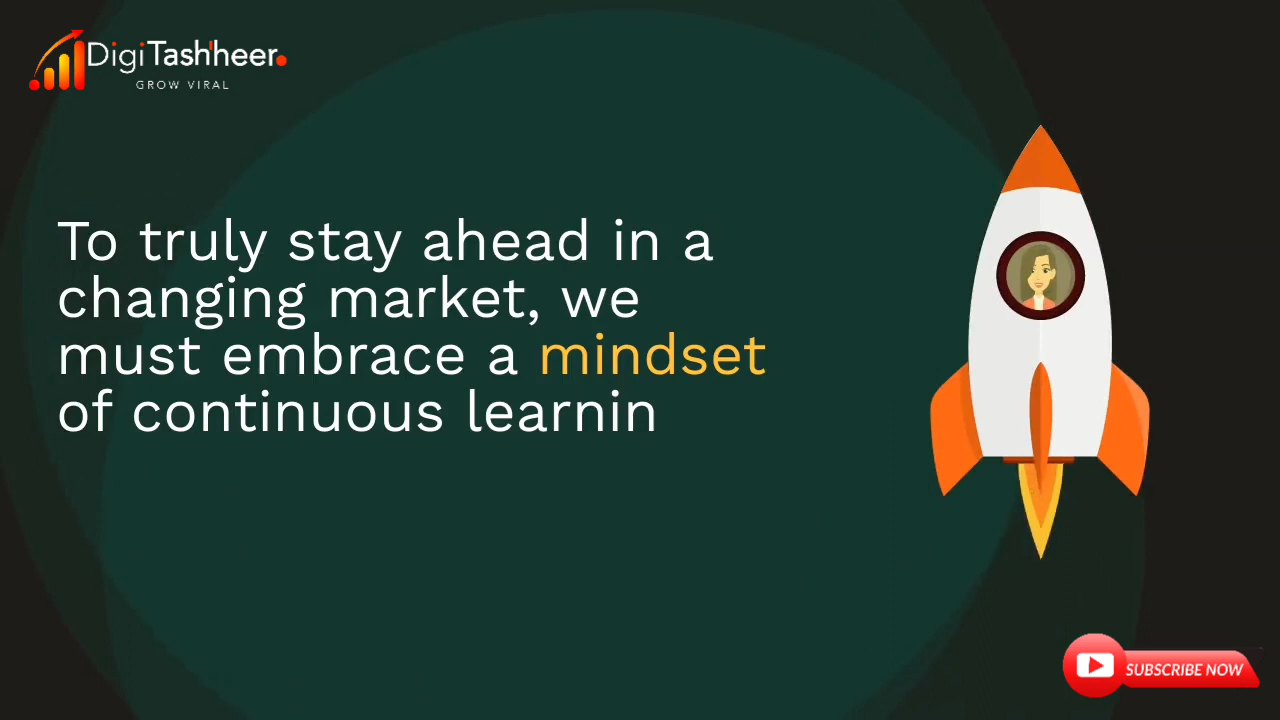 DigiTashheer.
GROW VIRAL
To truly stay ahead in a
changing market, we
must embrace a mindset
of continuous learnin
SUBSCRIBE NOW